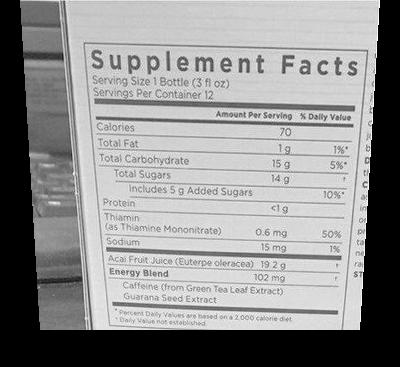 Supplement Facts
Serving Size 1 Bottle (3 fl oz)
Servings Per Container 12
Amount Per Serving % Daily Value
Calories 70
Total Fat 1 g 1%*
Total Carbohydrate 15 g 5%*
Total Sugars 14 g †
Includes 5 g Added Sugars 10%*
Protein <1 g
Thiamin
(as Thiamine Mononitrate) 0.6 mg 50%
Sodium 15 mg 1%
Acai Fruit Juice (Euterpe oleracea) 19.2 g †
Energy Blend 102 mg †
Caffeine (from Green Tea Leaf Extract)
Guarana Seed Extract
* Percent Daily Values are based on a 2,000 calorie diet.
† Daily Value not established.